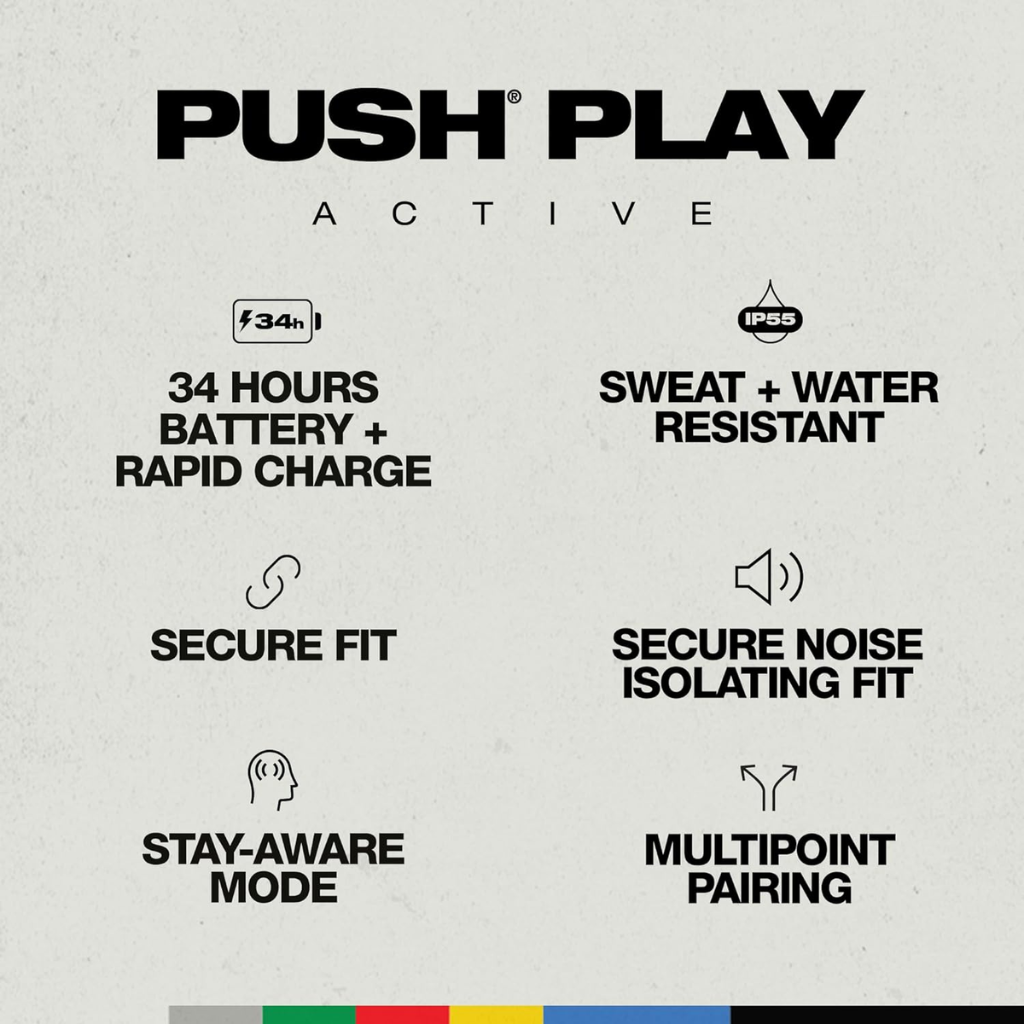 PUSH® PLAY
ACTIVE
34h
34 HOURS
BATTERY +
RAPID CHARGE
IP55
SWEAT + WATER
RESISTANT
SECURE FIT
SECURE NOISE
ISOLATING FIT
STAY-AWARE
MODE
MULTIPOINT
PAIRING